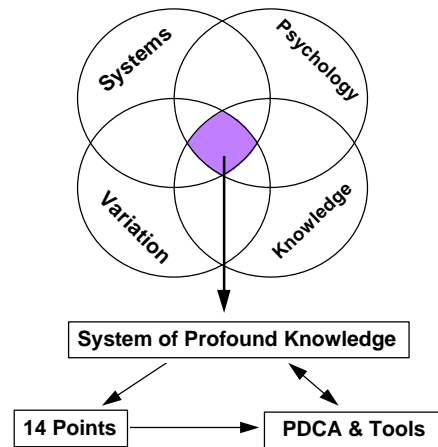 Systems
Psychology
Variation
Knowledge
System of Profound Knowledge
14 Points
PDCA & Tools